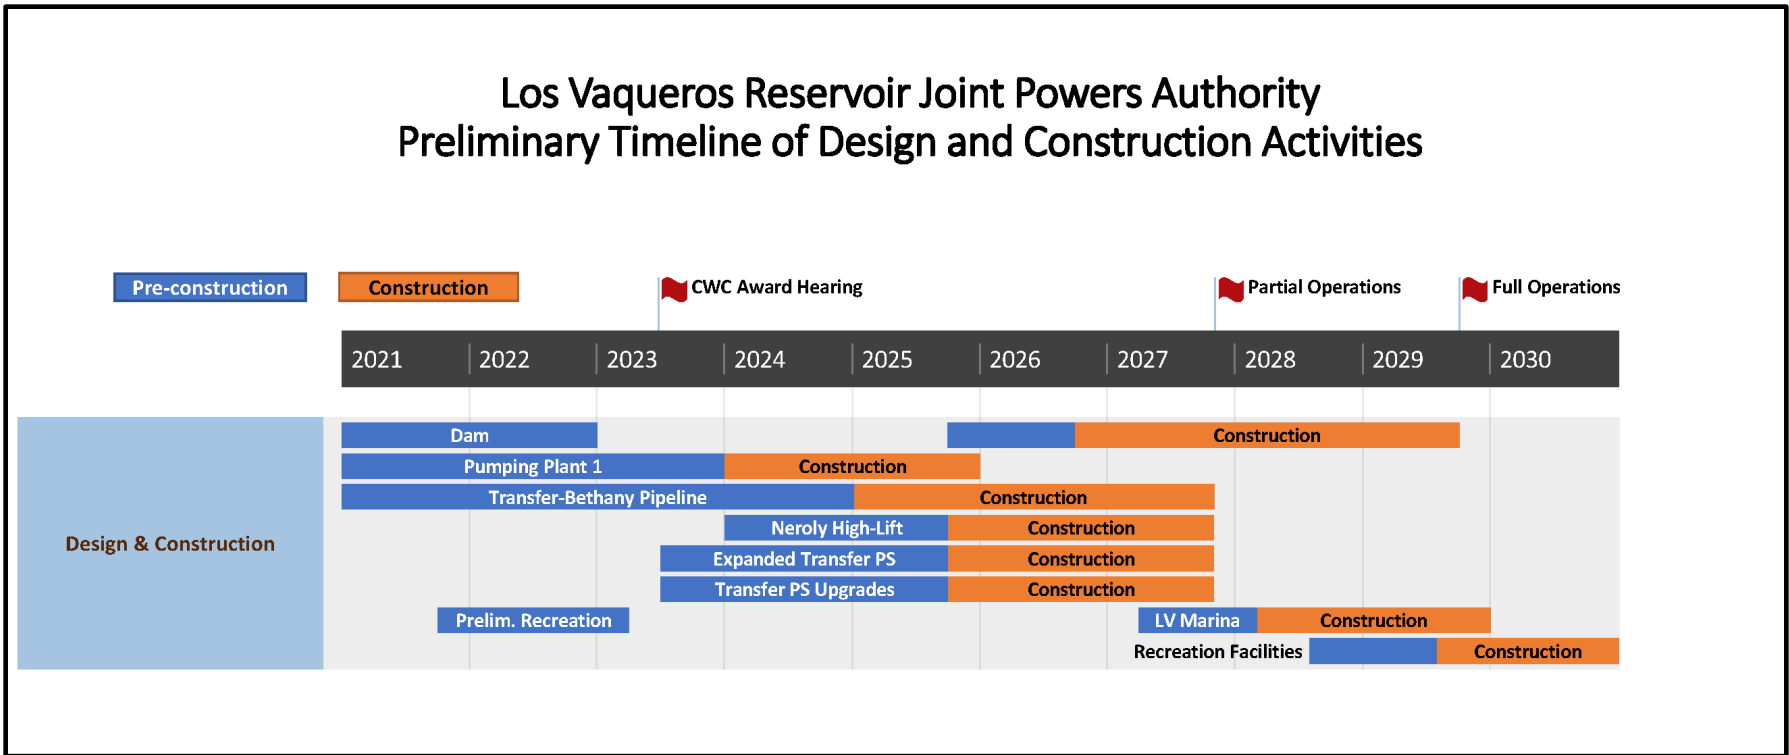 Los Vaqueros Reservoir Joint Powers Authority
Preliminary Timeline of Design and Construction Activities
Pre-construction
Construction
CWC Award Hearing
Partial Operations
Full Operations
2021
2022
2023
2024
2025
2026
2027
2028
2029
2030
Design & Construction
Dam
Construction
Pumping Plant 1
Construction
Transfer-Bethany Pipeline
Construction
Neroly High-Lift
Construction
Expanded Transfer PS
Construction
Transfer PS Upgrades
Construction
Prelim. Recreation
LV Marina
Construction
Recreation Facilities
Construction